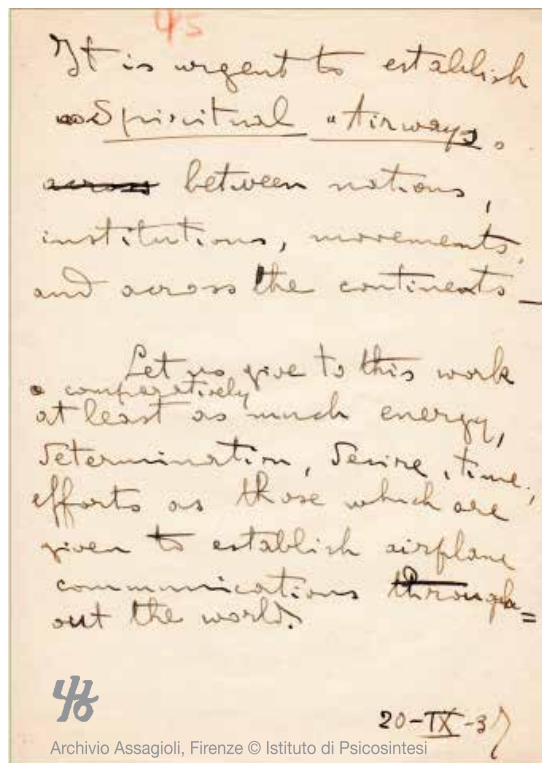 45
It is urgent to establish
Spiritual "Airways"
across between nations,
institutions, movements,
and across the continents —
Let us give to this work
comparatively
at least as much energy,
determination, desire, time,
efforts as those which are
given to establish airplane
communications through=
out the world.
20-IX-37
Archivio Assagioli, Firenze © Istituto di Psicosintesi